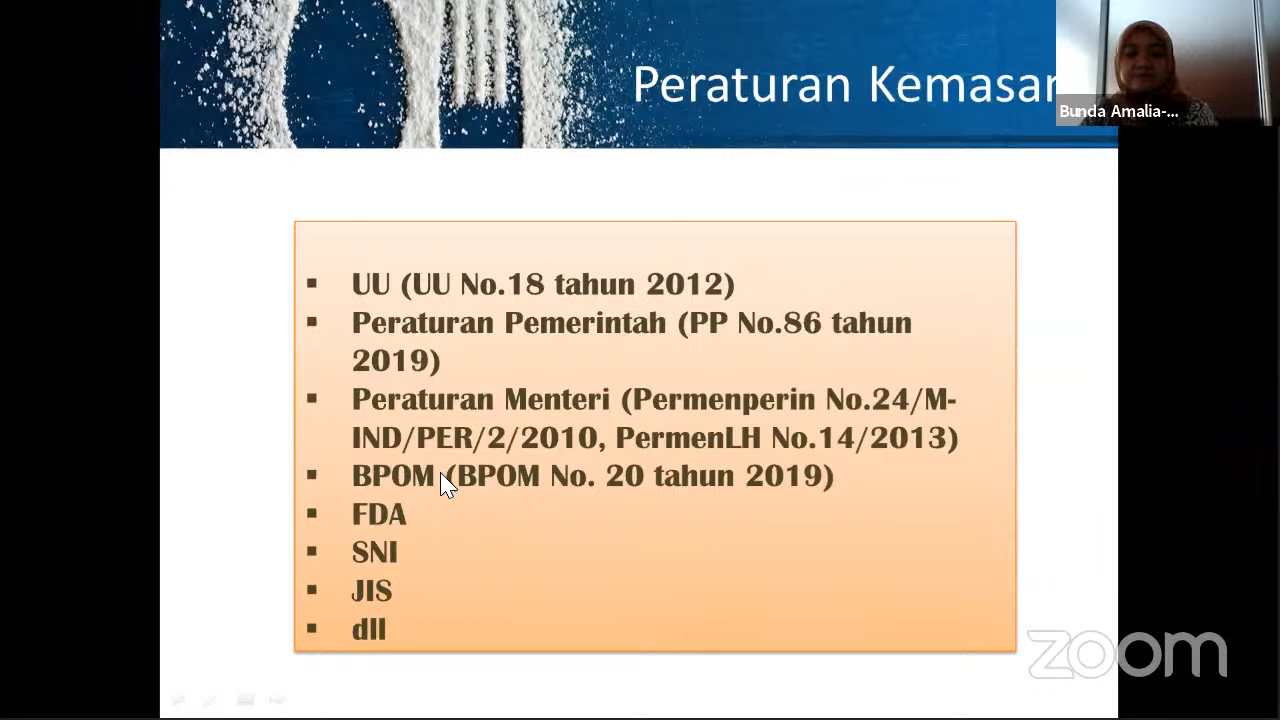 Peraturan Kemasan
Bunda Amalia-...
▪ UU (UU No.18 tahun 2012)
▪ Peraturan Pemerintah (PP No.86 tahun
2019)
▪ Peraturan Menteri (Permenperin No.24/M-
IND/PER/2/2010, PermenLH No.14/2013)
▪ BPOM (BPOM No. 20 tahun 2019)
▪ FDA
▪ SNI
▪ JIS
▪ dll
zoom